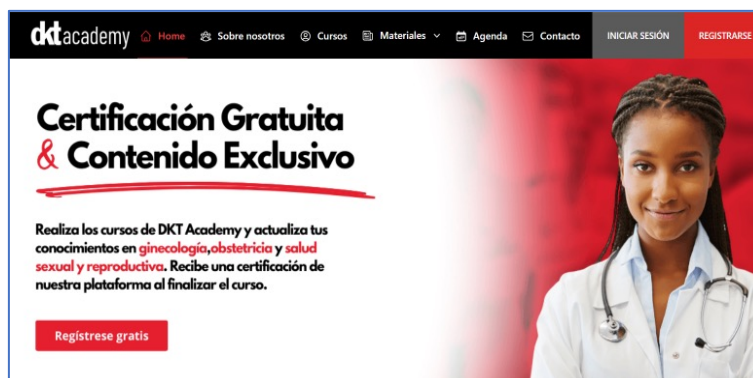 dktacademy Home Sobre nosotros Cursos Materiales Agenda Contacto INICIAR SESIÓN REGISTRARSE
Certificación Gratuita
& Contenido Exclusivo
Realiza los cursos de DKT Academy y actualiza tus
conocimientos en ginecología,obstetricia y salud
sexual y reproductiva. Recibe una certificación de
nuestra plataforma al finalizar el curso.
Regístrese gratis